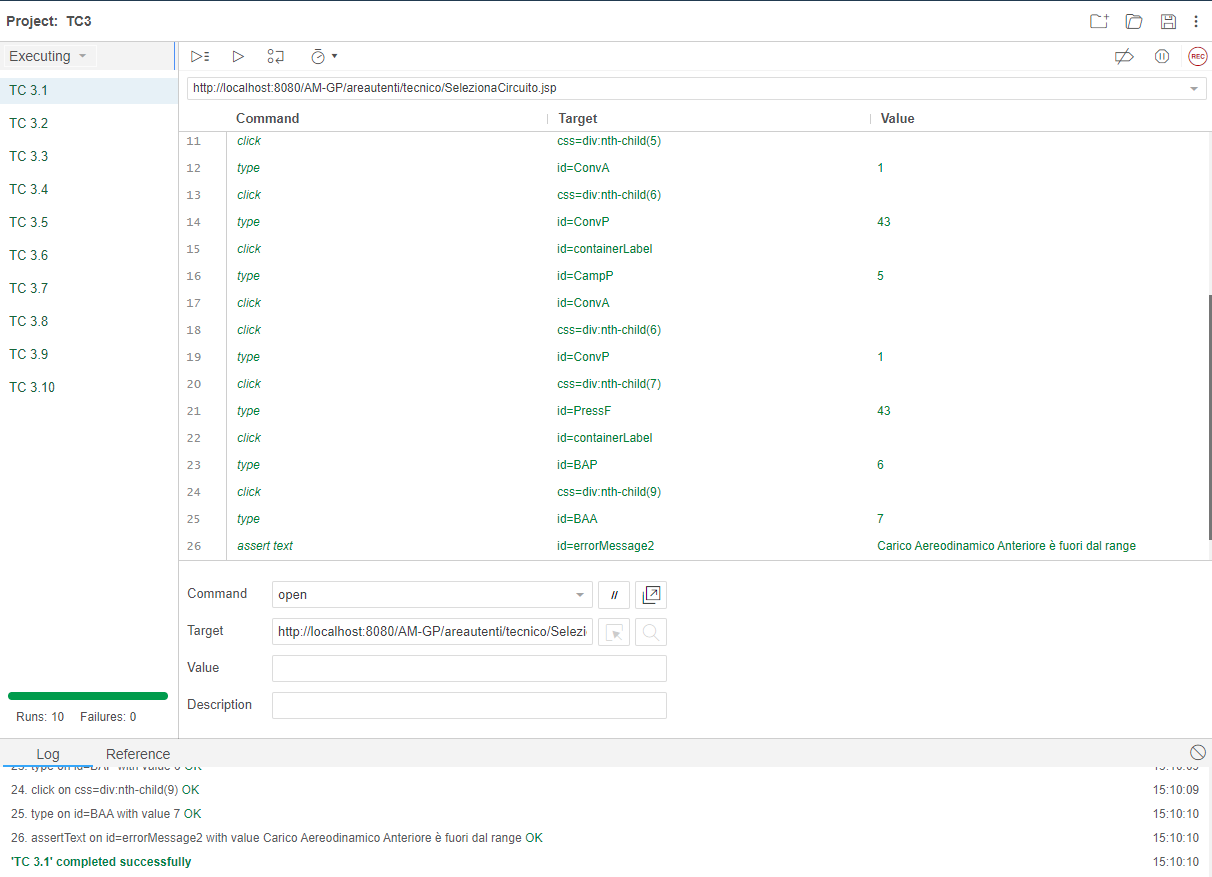 Project: TC3
Executing
REC
TC 3.1
TC 3.2
TC 3.3
TC 3.4
TC 3.5
TC 3.6
TC 3.7
TC 3.8
TC 3.9
TC 3.10
Runs: 10 Failures: 0
http://localhost:8080/AM-GP/areautenti/tecnico/SelezionaCircuito.jsp
Command Target Value
11 click css=div:nth-child(5)
12 type id=ConvA 1
13 click css=div:nth-child(6)
14 type id=ConvP 43
15 click id=containerLabel
16 type id=CampP 5
17 click id=ConvA
18 click css=div:nth-child(6)
19 type id=ConvP 1
20 click css=div:nth-child(7)
21 type id=PressF 43
22 click id=containerLabel
23 type id=BAP 6
24 click css=div:nth-child(9)
25 type id=BAA 7
26 assert text id=errorMessage2 Carico Aereodinamico Anteriore è fuori dal range
Command open //
Target http://localhost:8080/AM-GP/areautenti/tecnico/Selezi
Value
Description
Log Reference
23. type on id=BAP with value 6 OK 15:10:09
24. click on css=div:nth-child(9) OK 15:10:09
25. type on id=BAA with value 7 OK 15:10:10
26. assertText on id=errorMessage2 with value Carico Aereodinamico Anteriore è fuori dal range OK 15:10:10
'TC 3.1' completed successfully 15:10:10